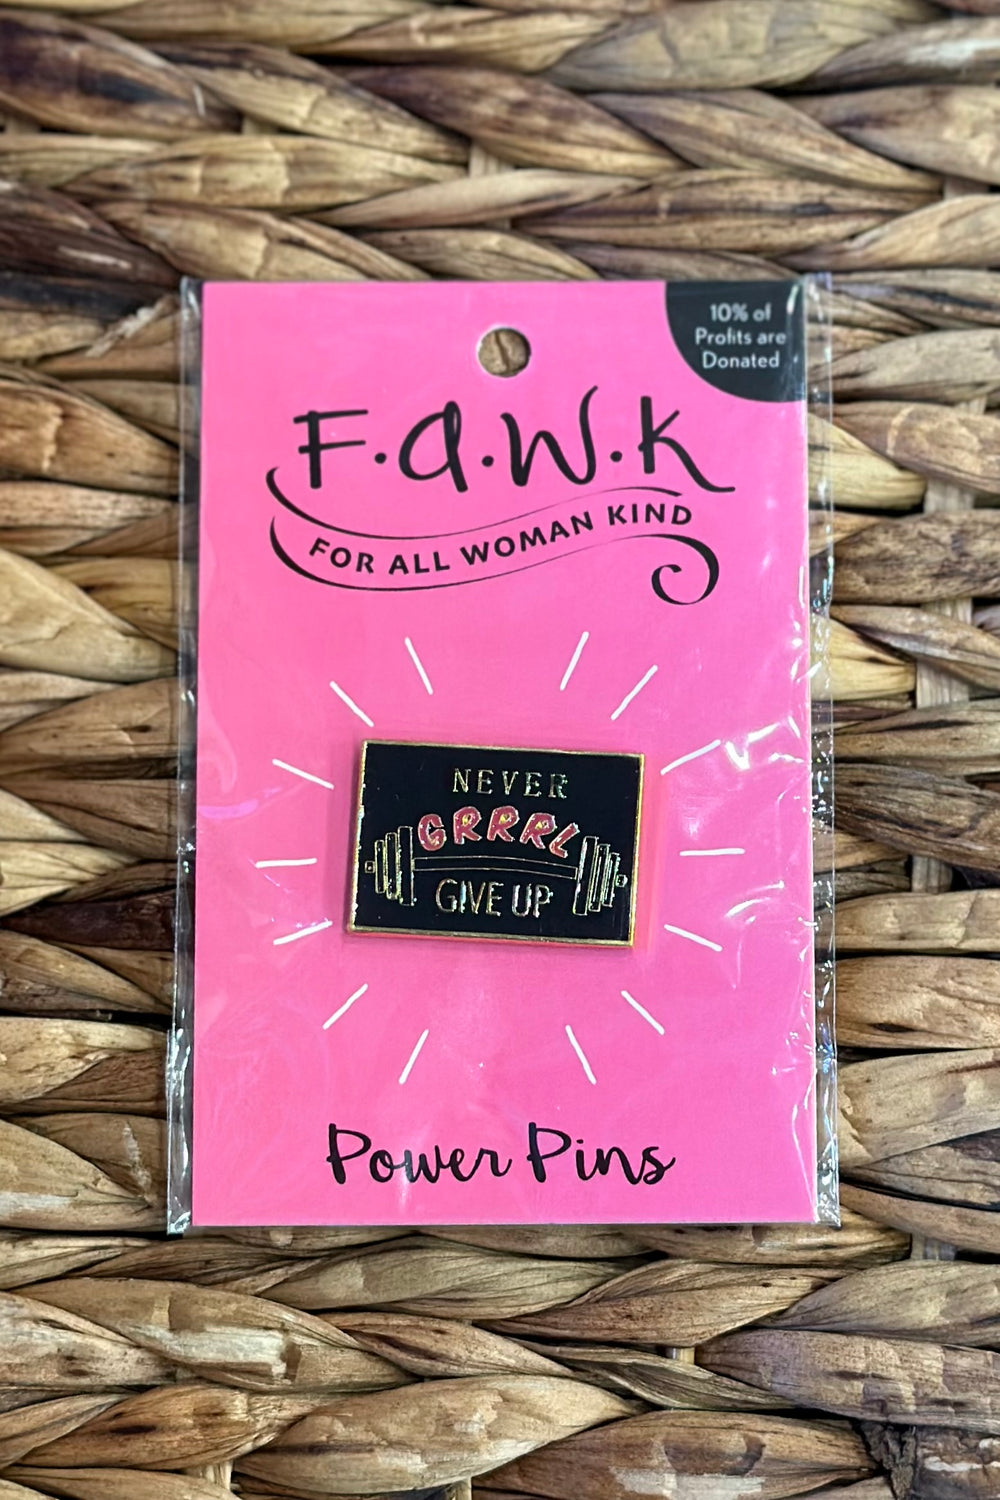 10% of
Profits are
Donated
F.a.W.K
FOR ALL WOMAN KIND
NEVER
GRRRL
GIVE UP
Power Pins